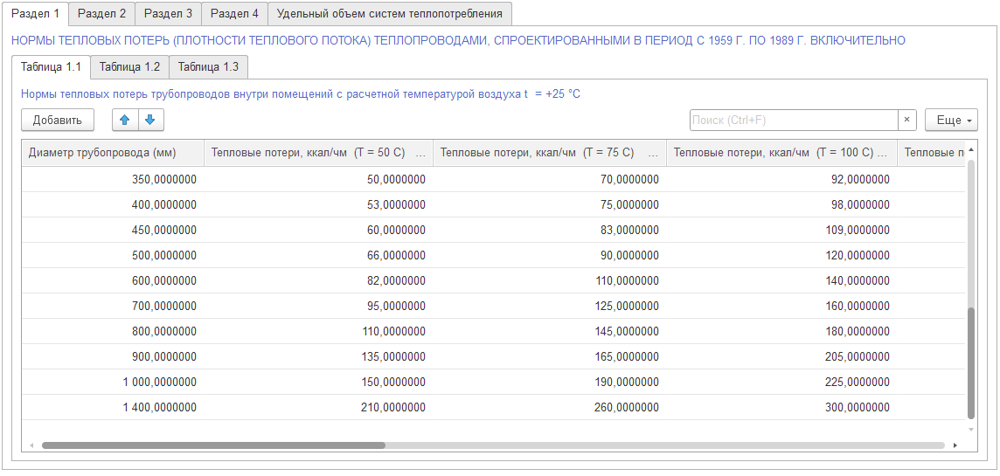 Раздел 1 Раздел 2 Раздел 3 Раздел 4 Удельный объем систем теплопотребления
НОРМЫ ТЕПЛОВЫХ ПОТЕРЬ (ПЛОТНОСТИ ТЕПЛОВОГО ПОТОКА) ТЕПЛОПРОВОДАМИ, СПРОЕКТИРОВАННЫМИ В ПЕРИОД С 1959 Г. ПО 1989 Г. ВКЛЮЧИТЕЛЬНО
Таблица 1.1 Таблица 1.2 Таблица 1.3
Нормы тепловых потерь трубопроводов внутри помещений с расчетной температурой воздуха t = +25 °C
Добавить Поиск (Ctrl+F) × Еще
Диаметр трубопровода (мм) Тепловые потери, ккал/чм (Т = 50 С) ... Тепловые потери, ккал/чм (Т = 75 С) ... Тепловые потери, ккал/чм (Т = 100 С) ... Тепловые
350,0000000 50,0000000 70,0000000 92,0000000
400,0000000 53,0000000 75,0000000 98,0000000
450,0000000 60,0000000 83,0000000 109,0000000
500,0000000 66,0000000 90,0000000 120,0000000
600,0000000 82,0000000 110,0000000 140,0000000
700,0000000 95,0000000 125,0000000 160,0000000
800,0000000 110,0000000 145,0000000 180,0000000
900,0000000 135,0000000 165,0000000 205,0000000
1 000,0000000 150,0000000 190,0000000 225,0000000
1 400,0000000 210,0000000 260,0000000 300,0000000